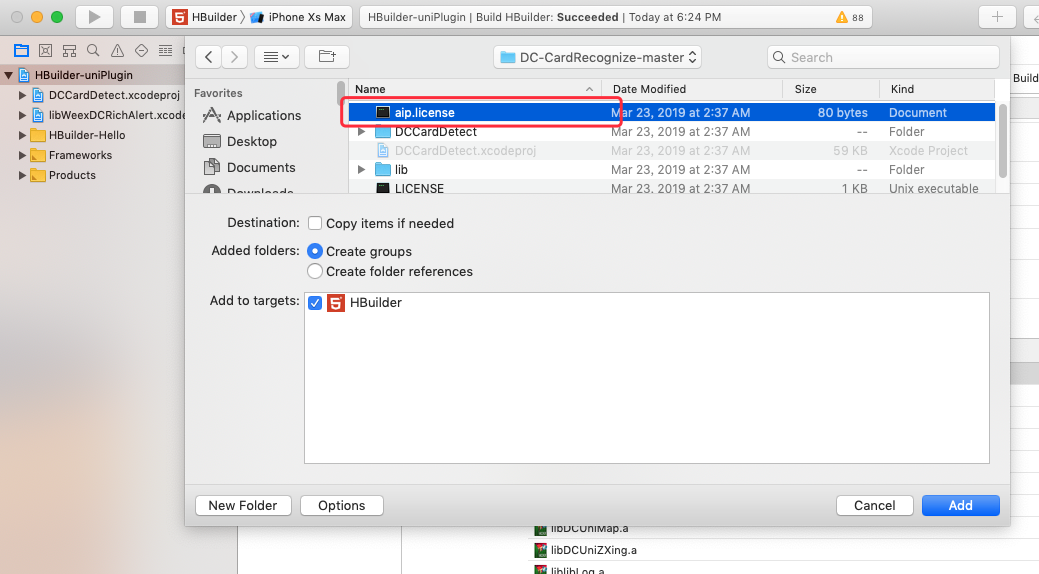 HBuilder 〉 iPhone Xs Max
HBuilder-uniPlugin | Build HBuilder: Succeeded | Today at 6:24 PM
88
HBuilder-uniPlugin
DCCardDetect.xcodeproj
libWeexDCRichAlert.xcode
HBuilder-Hello
Frameworks
Products
DC-CardRecognize-master
Search
Build
Favorites
Applications
Desktop
Documents
Downloads
Name Date Modified Size Kind
aip.license Mar 23, 2019 at 2:37 AM 80 bytes Document
DCCardDetect Mar 23, 2019 at 2:37 AM -- Folder
DCCardDetect.xcodeproj Mar 23, 2019 at 2:37 AM 59 KB Xcode Project
lib Mar 23, 2019 at 2:37 AM -- Folder
LICENSE Mar 23, 2019 at 2:37 AM 1 KB Unix executable
Destination: Copy items if needed
Added folders: Create groups
Create folder references
Add to targets: HBuilder
New Folder Options Cancel Add
libDCUniMap.a
libDCUniZXing.a
liblibLog.a